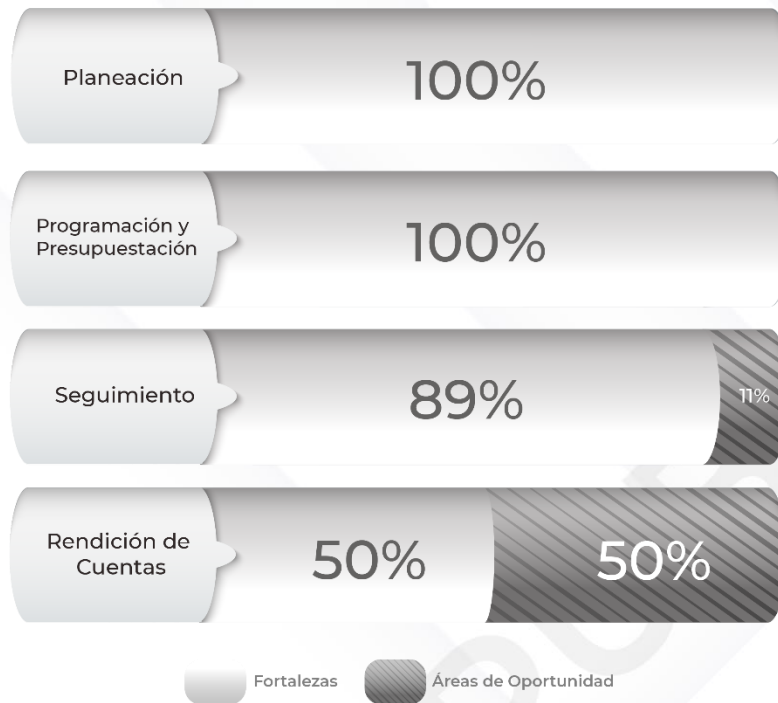 Planeación
100%
Programación y
Presupuestación
100%
Seguimiento
89%
11%
Rendición de
Cuentas
50%
50%
Fortalezas
Áreas de Oportunidad